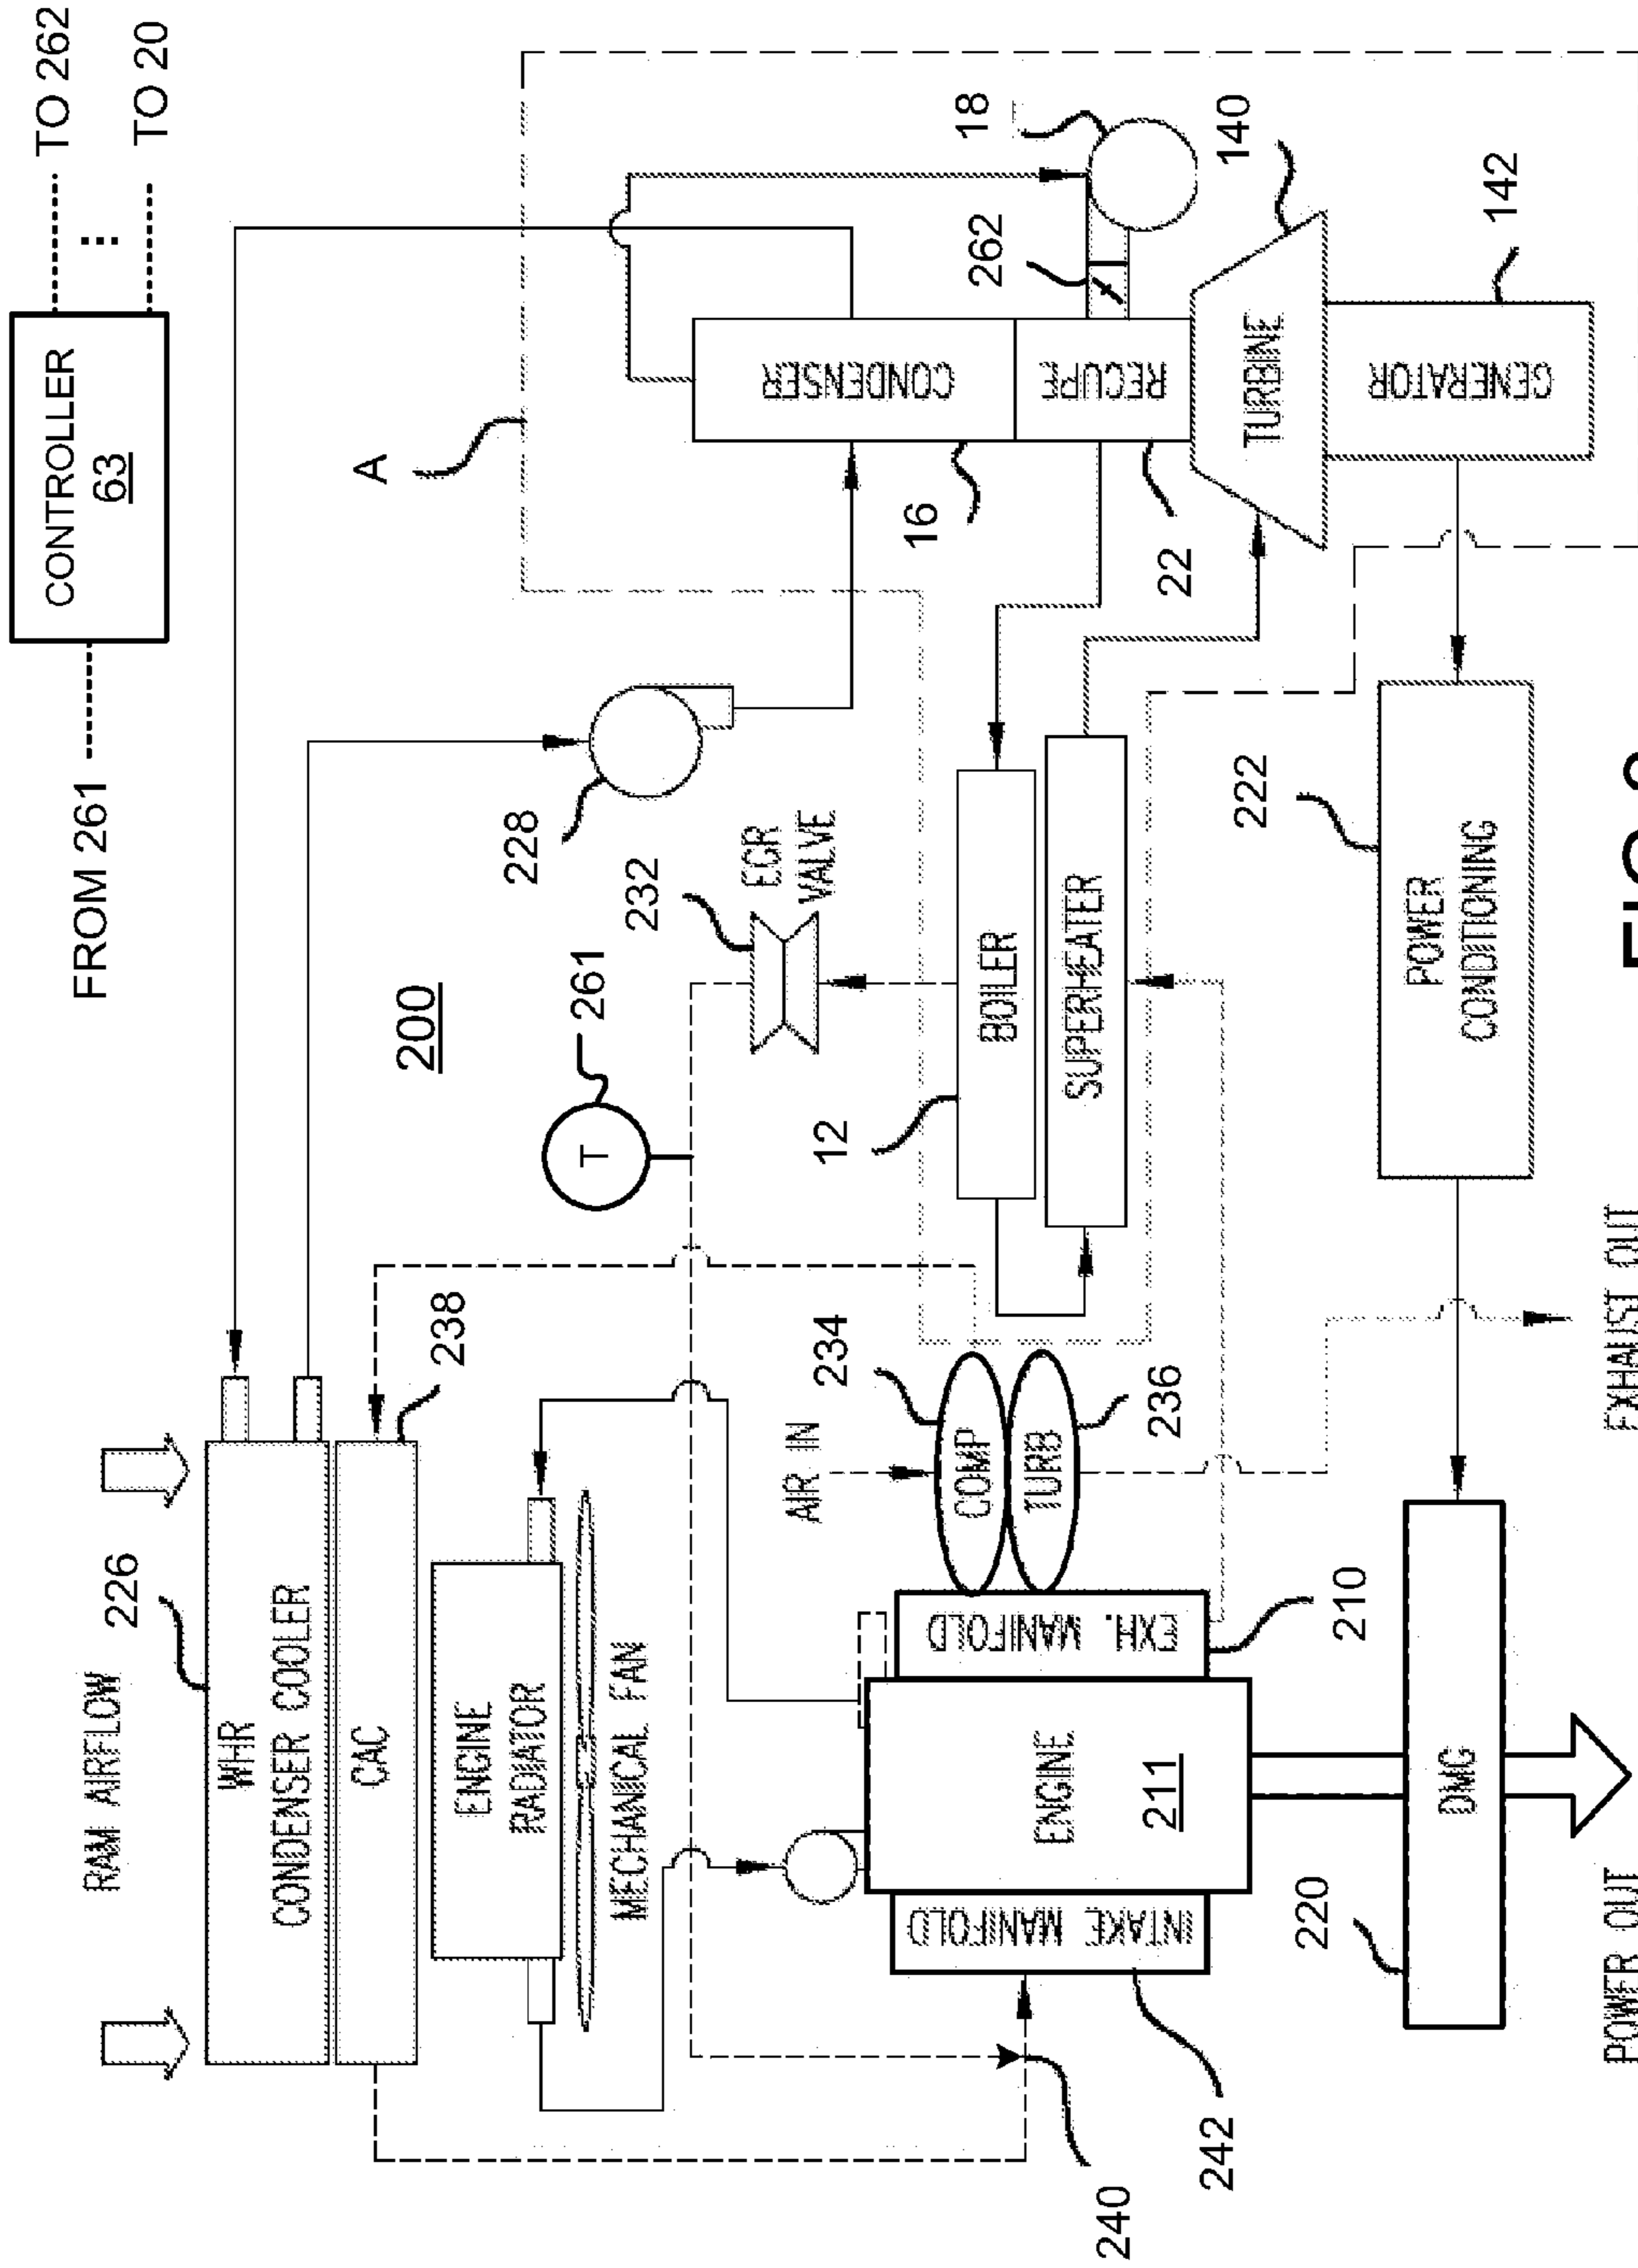 CONTROLLER
63
TO 262
TO 20
FROM 261
RAM AIRFLOW
226
WHR
CONDENSER COOLER
CAC
238
A
200
ENGINE
RADIATOR
MECHANICAL FAN
T
261
228
232
EGR
VALVE
AIR IN
234
COMP
TURB
236
12
BOILER
SUPERHEATER
CONDENSER
16
RECUPE
22
18
262
TURBINE
140
GENERATOR
142
INTAKE MANIFOLD
242
240
ENGINE
211
EXH. MANIFOLD
210
222
POWER
CONDITIONING
220
DMG
POWER OUT
EXHAUST OUT